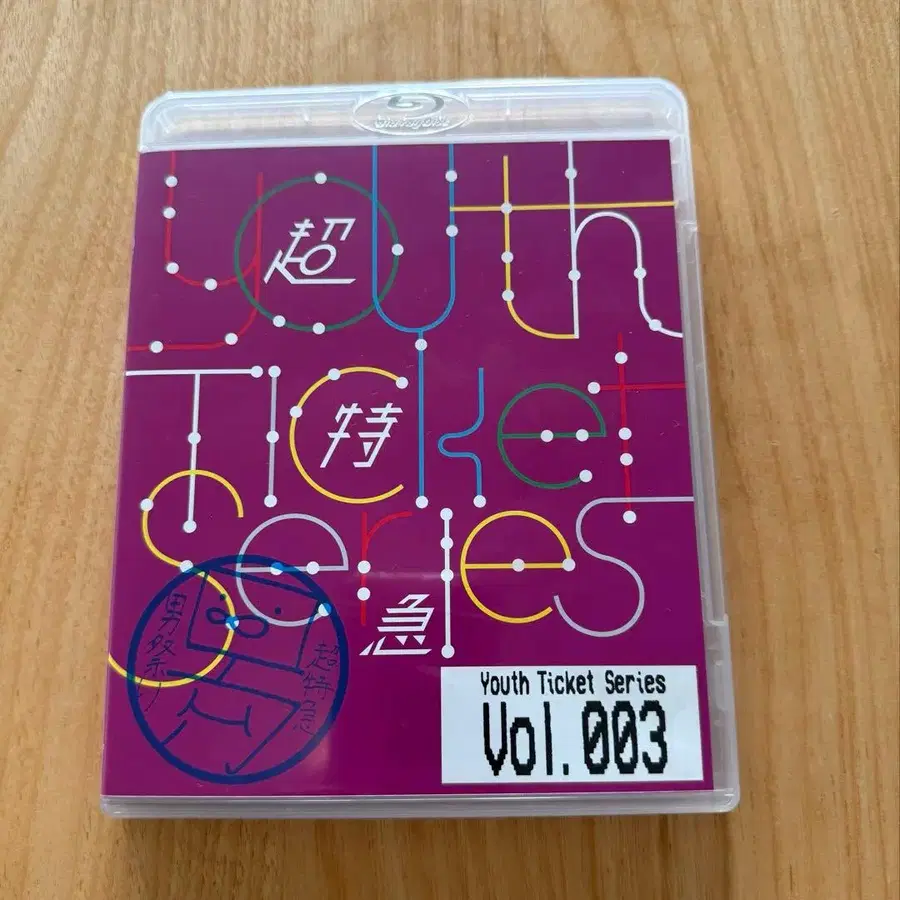 Blu-ray Disc
youth
超
Ticket
特
Series
急
男祭り
超特急
Youth Ticket Series
Vol.003